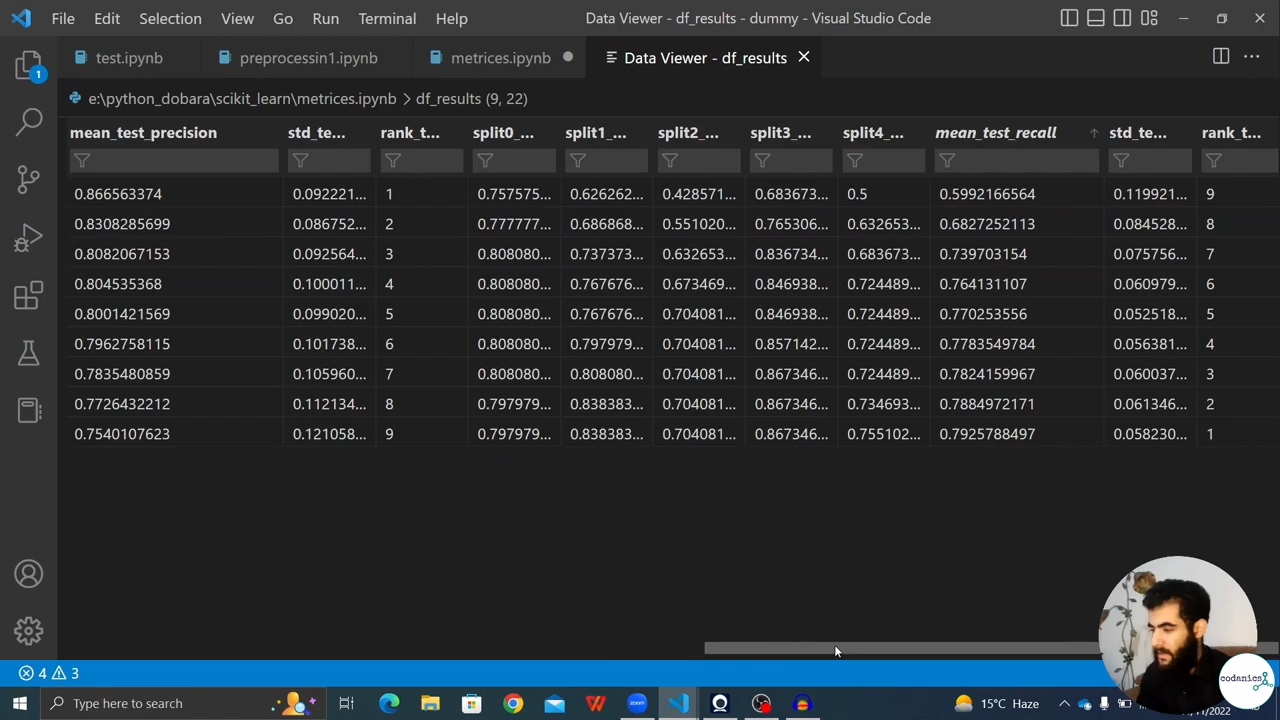 File Edit Selection View Go Run Terminal Help Data Viewer - df_results - dummy - Visual Studio Code
test.ipynb preprocessin1.ipynb metrices.ipynb Data Viewer - df_results
e:\python_dobara\scikit_learn\metrices.ipynb > df_results (9, 22)
1
mean_test_precision std_te... rank_t... split0_... split1_... split2_... split3_... split4_... mean_test_recall std_te... rank_t...
0.866563374 0.092221... 1 0.757575... 0.626262... 0.428571... 0.683673... 0.5 0.5992166564 0.119921... 9
0.8308285699 0.086752... 2 0.777777... 0.686868... 0.551020... 0.765306... 0.632653... 0.6827252113 0.084528... 8
0.8082067153 0.092564... 3 0.808080... 0.737373... 0.632653... 0.836734... 0.683673... 0.739703154 0.075756... 7
0.804535368 0.100011... 4 0.808080... 0.767676... 0.673469... 0.846938... 0.724489... 0.764131107 0.060979... 6
0.8001421569 0.099020... 5 0.808080... 0.767676... 0.704081... 0.846938... 0.724489... 0.770253556 0.052518... 5
0.7962758115 0.101738... 6 0.808080... 0.797979... 0.704081... 0.857142... 0.724489... 0.7783549784 0.056381... 4
0.7835480859 0.105960... 7 0.808080... 0.808080... 0.704081... 0.867346... 0.724489... 0.7824159967 0.060037... 3
0.7726432212 0.112134... 8 0.797979... 0.838383... 0.704081... 0.867346... 0.734693... 0.7884972171 0.061346... 2
0.7540107623 0.121058... 9 0.797979... 0.838383... 0.704081... 0.867346... 0.755102... 0.7925788497 0.058230... 1
codanics
4 3
Type here to search zoom 15°C Haze
/11/2022